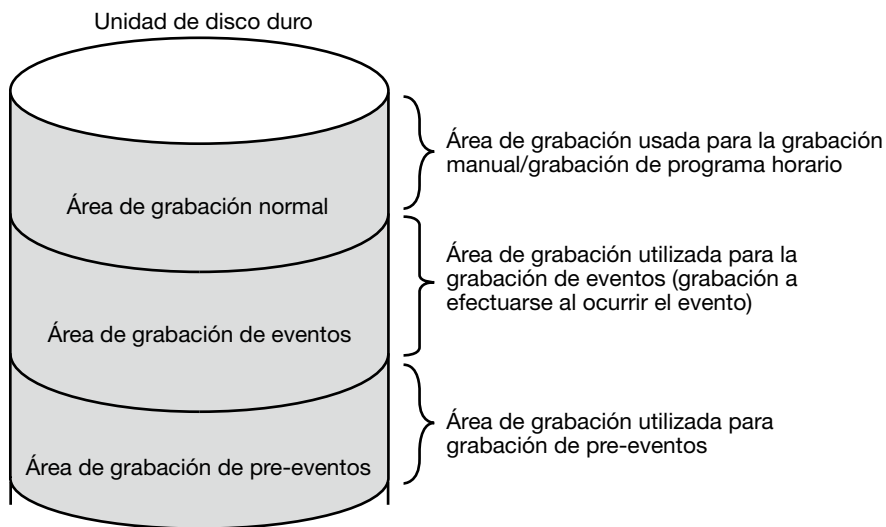 Unidad de disco duro
Área de grabación normal
Área de grabación usada para la grabación
manual/grabación de programa horario
Área de grabación de eventos
Área de grabación utilizada para la
grabación de eventos (grabación a
efectuarse al ocurrir el evento)
Área de grabación de pre-eventos
Área de grabación utilizada para
grabación de pre-eventos